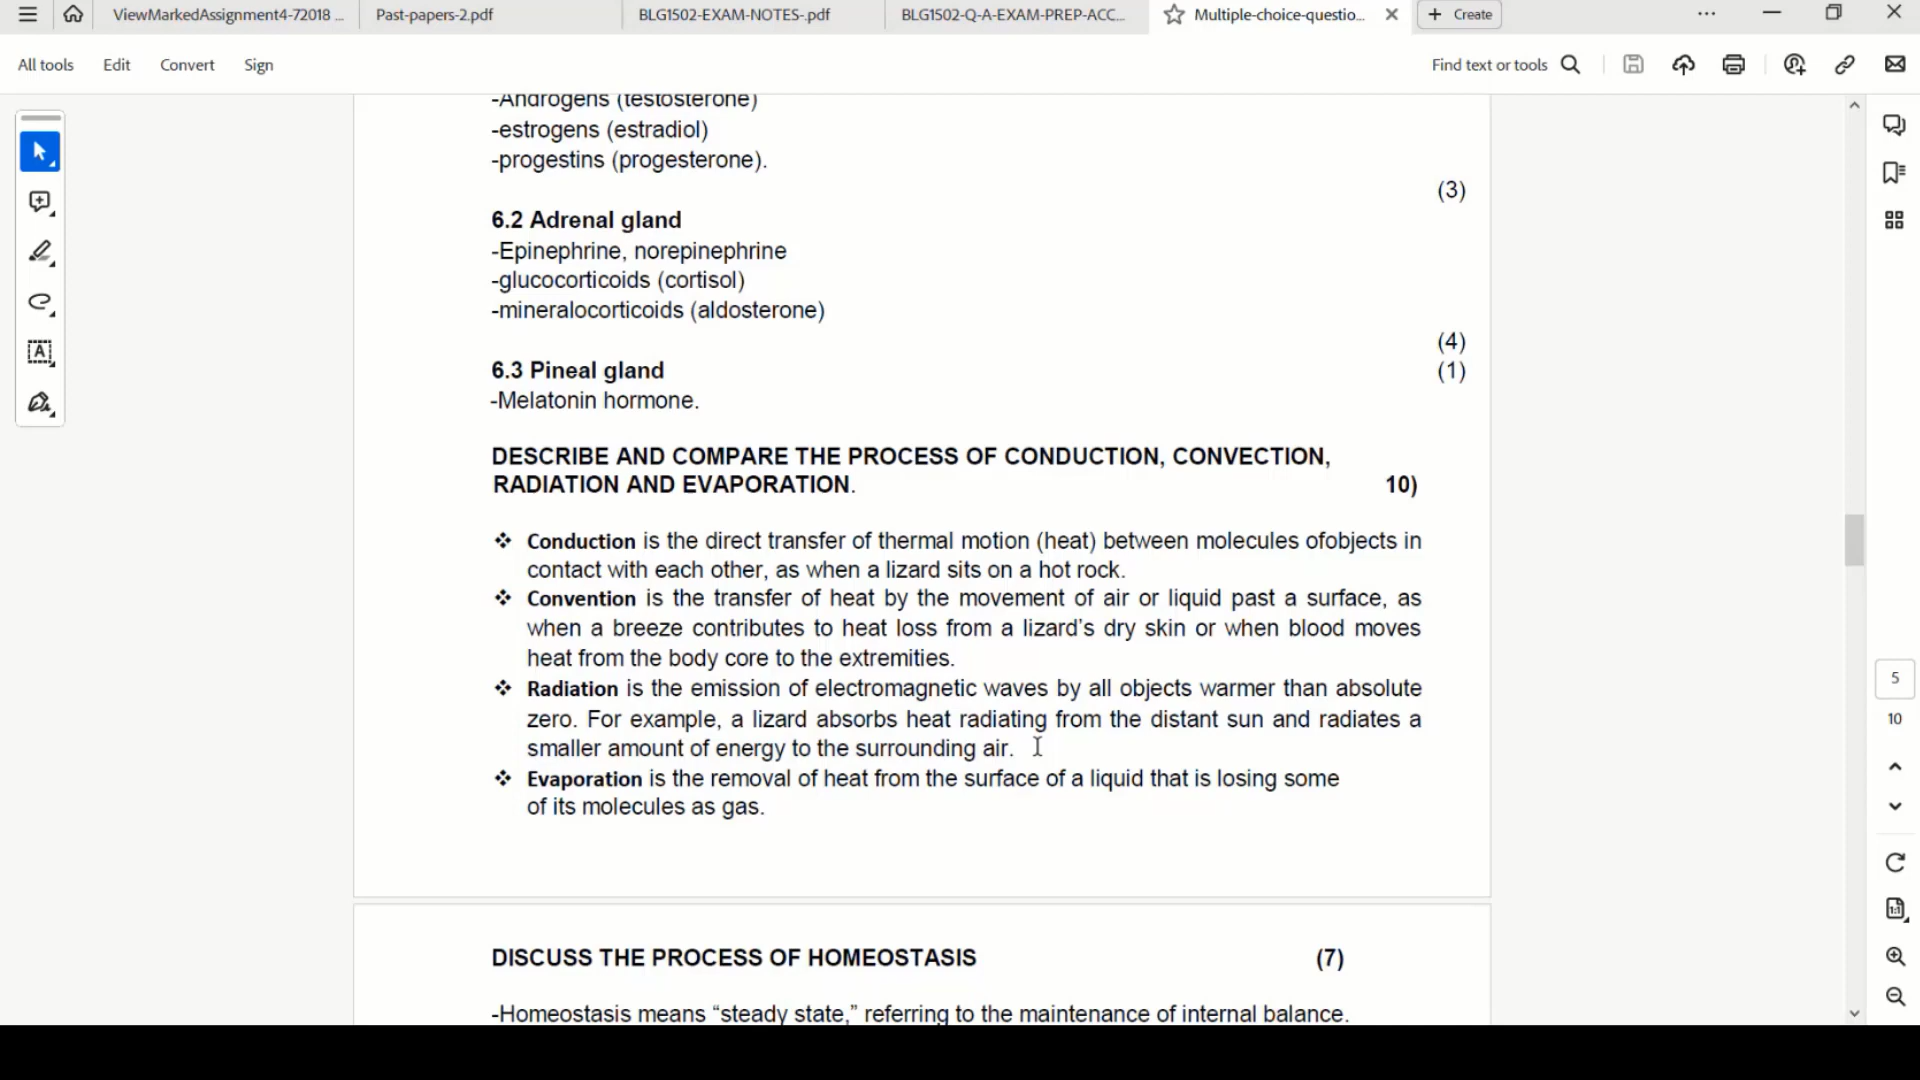 ViewMarkedAssignment4-72018 ...
Past-papers-2.pdf
BLG1502-EXAM-NOTES-.pdf
BLG1502-Q-A-EXAM-PREP-ACC...
Multiple-choice-questio...
Create
All tools
Edit
Convert
Sign
Find text or tools
-Androgens (testosterone)
-estrogens (estradiol)
-progestins (progesterone).
(3)
6.2 Adrenal gland
-Epinephrine, norepinephrine
-glucocorticoids (cortisol)
-mineralocorticoids (aldosterone)
(4)
6.3 Pineal gland (1)
-Melatonin hormone.
DESCRIBE AND COMPARE THE PROCESS OF CONDUCTION, CONVECTION,
RADIATION AND EVAPORATION. 10)
❖ Conduction is the direct transfer of thermal motion (heat) between molecules ofobjects in
contact with each other, as when a lizard sits on a hot rock.
❖ Convention is the transfer of heat by the movement of air or liquid past a surface, as
when a breeze contributes to heat loss from a lizard's dry skin or when blood moves
heat from the body core to the extremities.
❖ Radiation is the emission of electromagnetic waves by all objects warmer than absolute
zero. For example, a lizard absorbs heat radiating from the distant sun and radiates a
smaller amount of energy to the surrounding air.
❖ Evaporation is the removal of heat from the surface of a liquid that is losing some
of its molecules as gas.
DISCUSS THE PROCESS OF HOMEOSTASIS (7)
-Homeostasis means “steady state,” referring to the maintenance of internal balance.
5
10